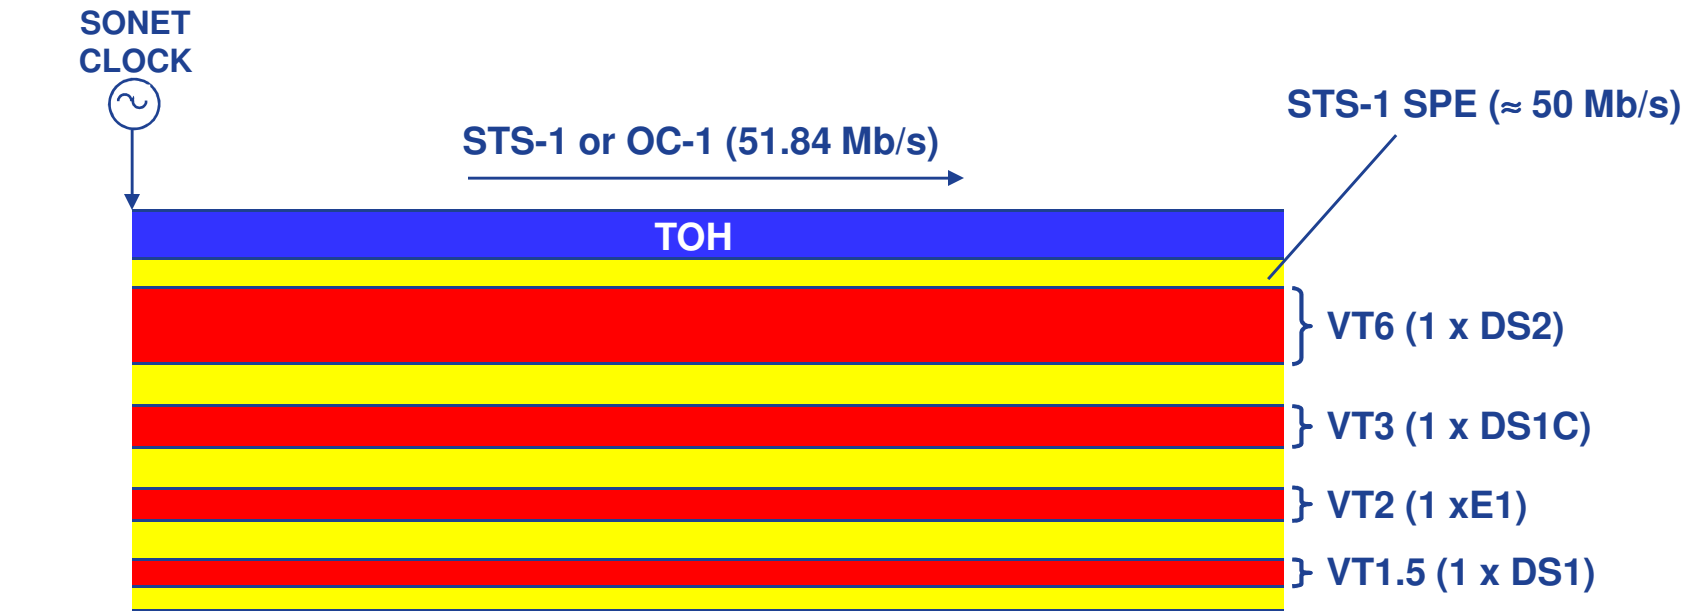 SONET
CLOCK
STS-1 SPE (≈ 50 Mb/s)
STS-1 or OC-1 (51.84 Mb/s)
TOH
VT6 (1 x DS2)
VT3 (1 x DS1C)
VT2 (1 xE1)
VT1.5 (1 x DS1)